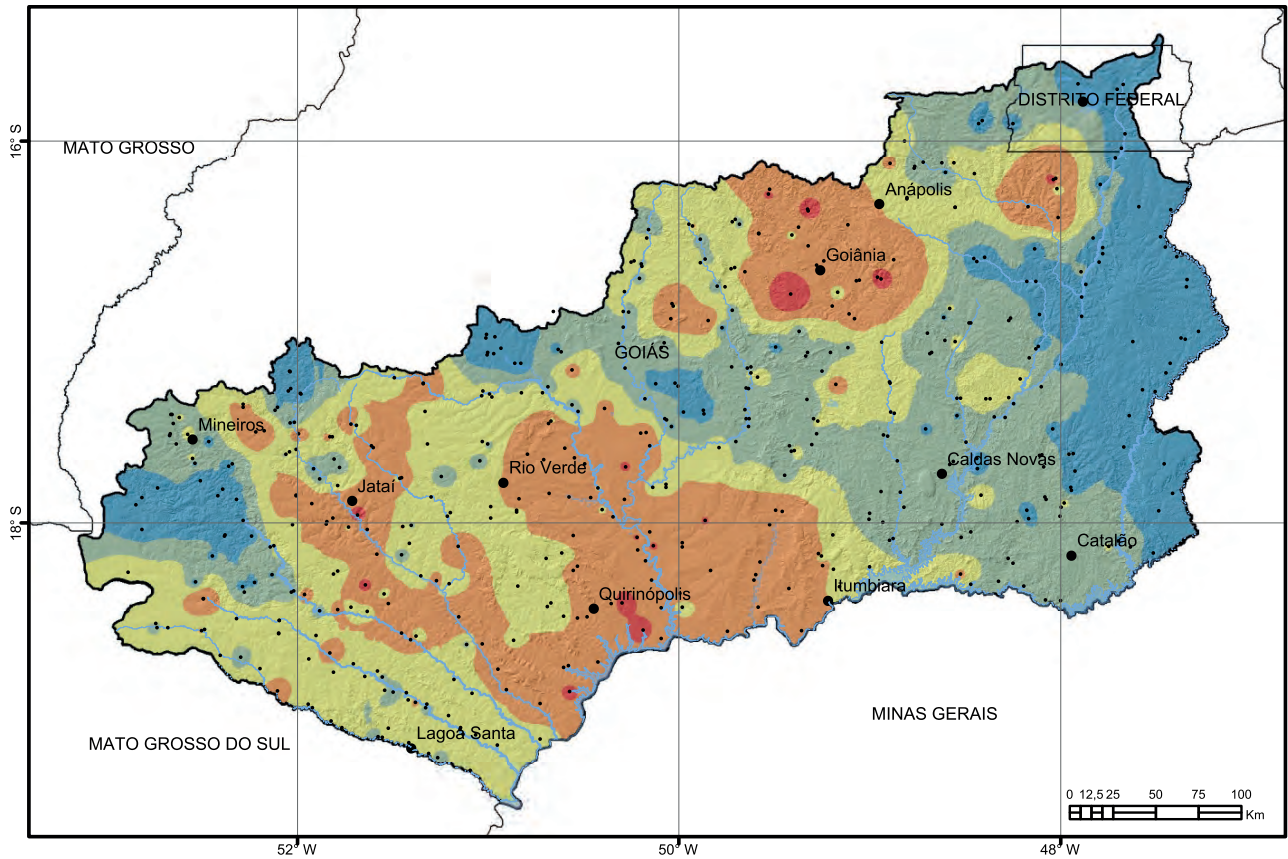 DISTRITO FEDERAL
16° S
MATO GROSSO
Anápolis
Goiânia
GOIÁS
Mineiros
Rio Verde
Caldas Novas
Jataí
18° S
Catalão
Quirinópolis
Itumbiara
MINAS GERAIS
Lagoa Santa
MATO GROSSO DO SUL
0 12,5 25 50 75 100
Km
52° W 50° W 48° W